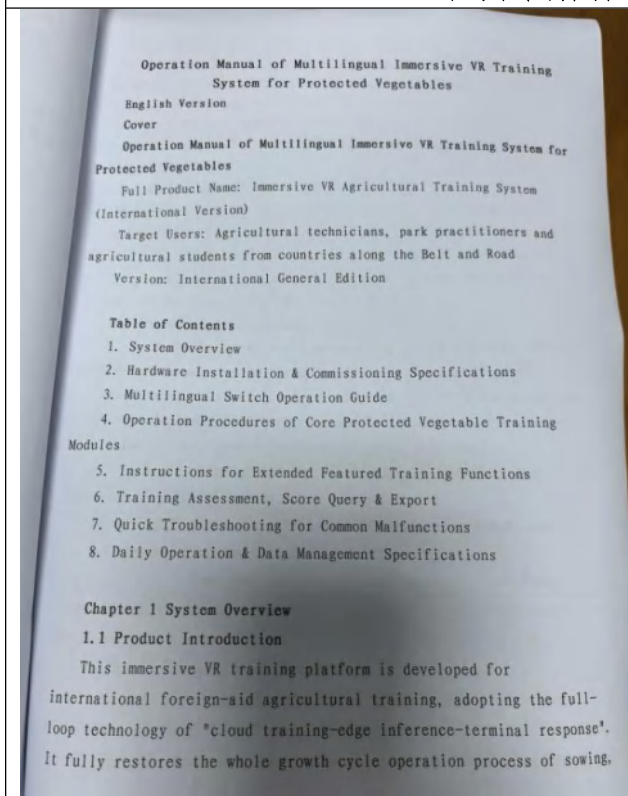 Operation Manual of Multilingual Immersive VR Training
System for Protected Vegetables
English Version
Cover
Operation Manual of Multilingual Immersive VR Training System for
Protected Vegetables
Full Product Name: Immersive VR Agricultural Training System
(International Version)
Target Users: Agricultural technicians, park practitioners and
agricultural students from countries along the Belt and Road
Version: International General Edition
Table of Contents
1. System Overview
2. Hardware Installation & Commissioning Specifications
3. Multilingual Switch Operation Guide
4. Operation Procedures of Core Protected Vegetable Training
Modules
5. Instructions for Extended Featured Training Functions
6. Training Assessment, Score Query & Export
7. Quick Troubleshooting for Common Malfunctions
8. Daily Operation & Data Management Specifications
Chapter 1 System Overview
1.1 Product Introduction
This immersive VR training platform is developed for
international foreign-aid agricultural training, adopting the full-
loop technology of "cloud training-edge inference-terminal response".
It fully restores the whole growth cycle operation process of sowing,